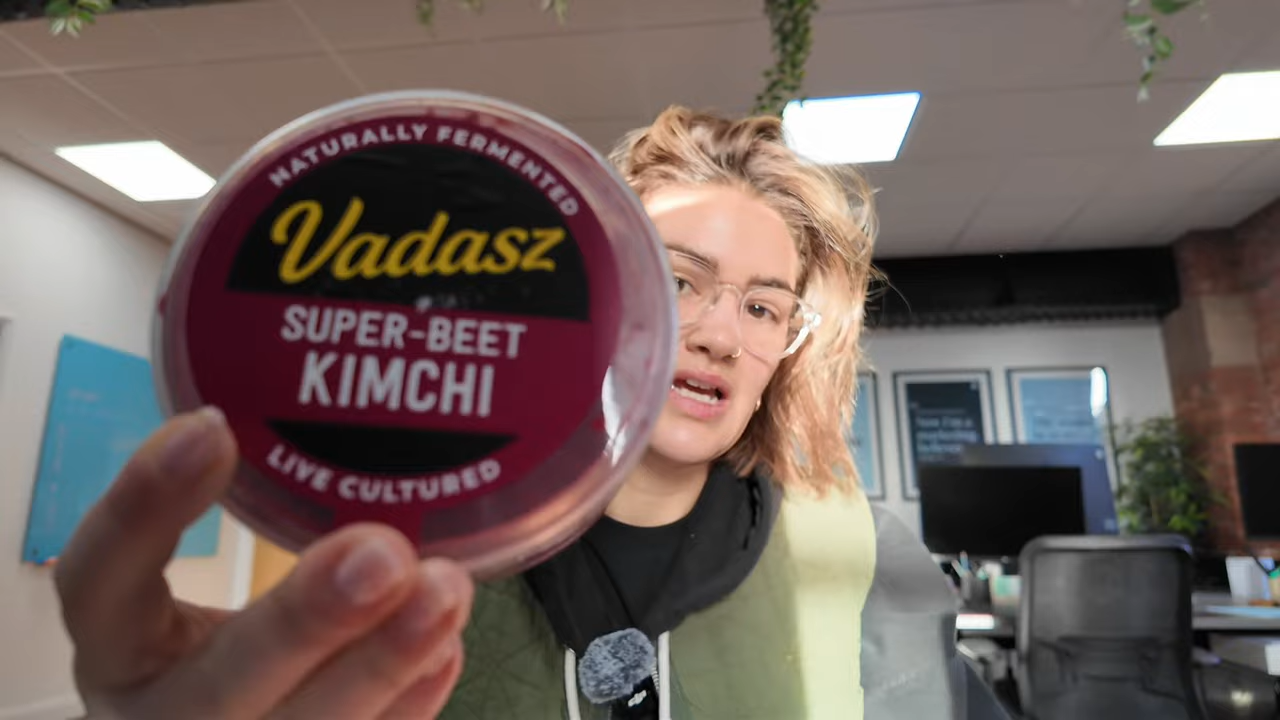 NATURALLY FERMENTED
Vadasz
SUPER-BEET
KIMCHI
LIVE CULTURED